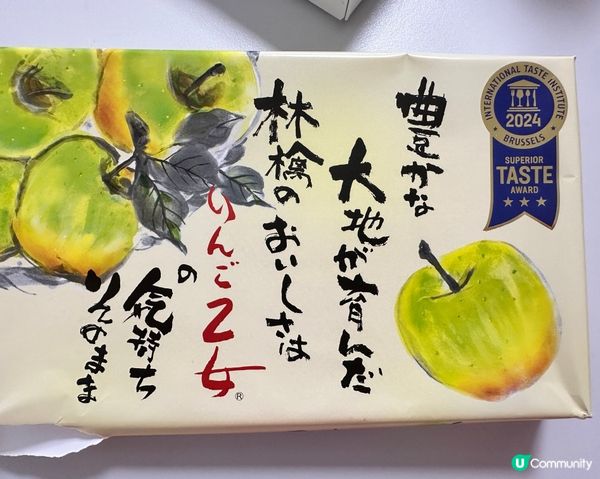 豊かな
大地が育んだ
林檎のおいしさは
りんご乙女®
の気持ち
そのまま
INTERNATIONAL TASTE INSTITUTE
2024
BRUSSELS
SUPERIOR
TASTE
AWARD
U Community